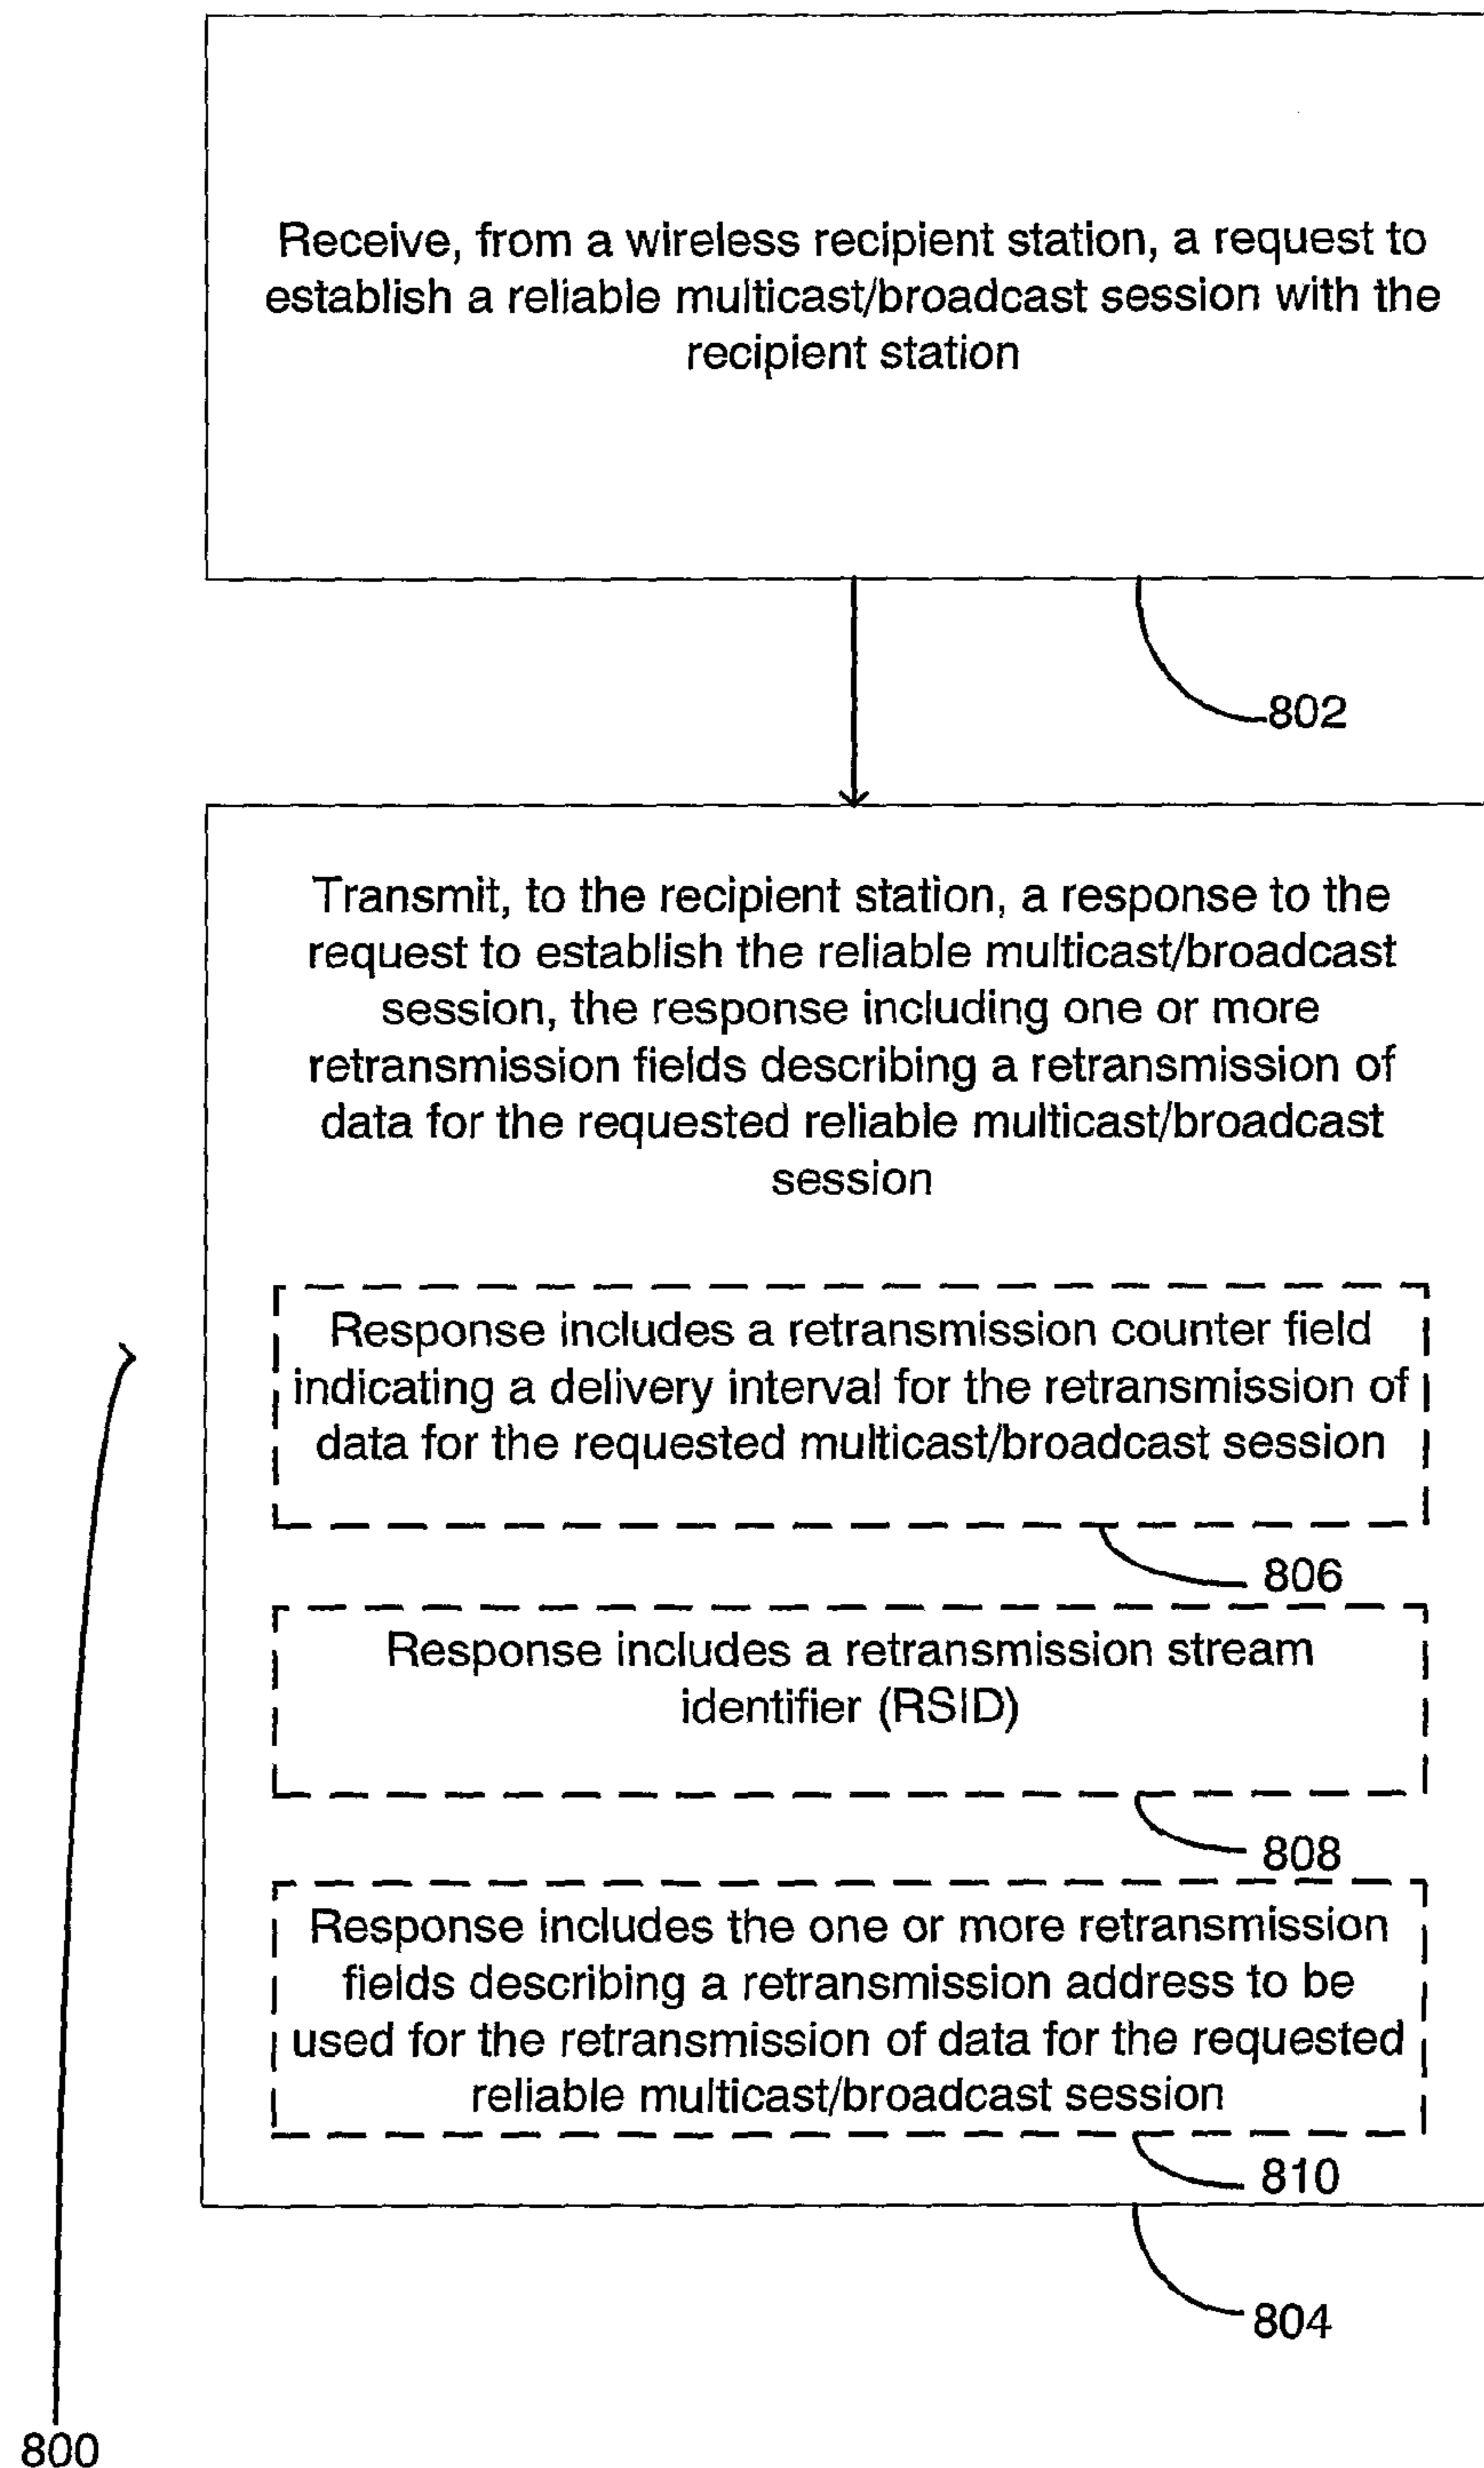 Receive, from a wireless recipient station, a request to
establish a reliable multicast/broadcast session with the
recipient station
802
Transmit, to the recipient station, a response to the
request to establish the reliable multicast/broadcast
session, the response including one or more
retransmission fields describing a retransmission of
data for the requested reliable multicast/broadcast
session
Response includes a retransmission counter field
indicating a delivery interval for the retransmission of
data for the requested multicast/broadcast session
806
Response includes a retransmission stream
identifier (RSID)
808
Response includes the one or more retransmission
fields describing a retransmission address to be
used for the retransmission of data for the requested
reliable multicast/broadcast session
810
804
800